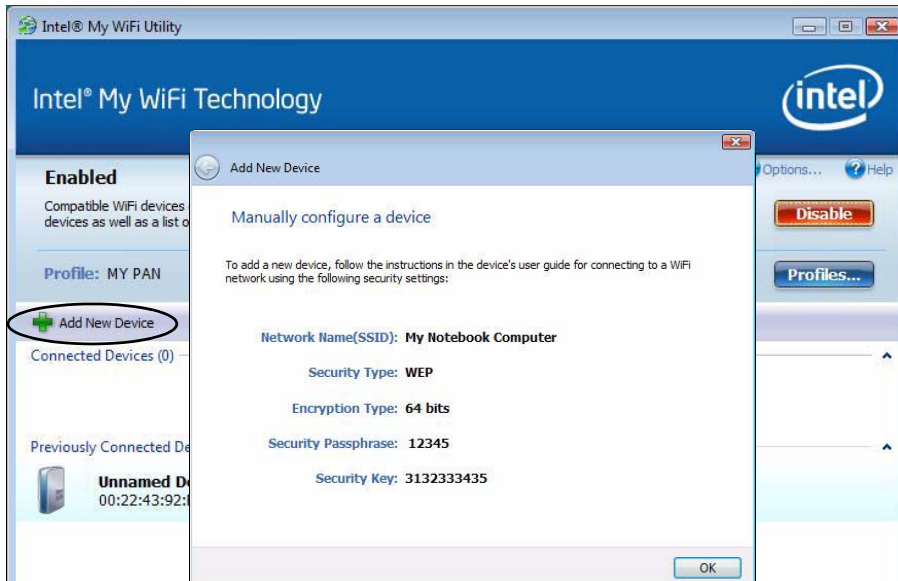 Intel® My WiFi Utility
Intel® My WiFi Technology
intel
Enabled
Options...
Help
Compatible WiFi devices
devices as well as a list
Disable
Profile: MY PAN
Profiles...
Add New Device
Connected Devices (0)
Previously Connected
Unnamed
00:22:43:92:
Add New Device
Manually configure a device
To add a new device, follow the instructions in the device's user guide for connecting to a WiFi
network using the following security settings:
Network Name(SSID): My Notebook Computer
Security Type: WEP
Encryption Type: 64 bits
Security Passphrase: 12345
Security Key: 3132333435
OK